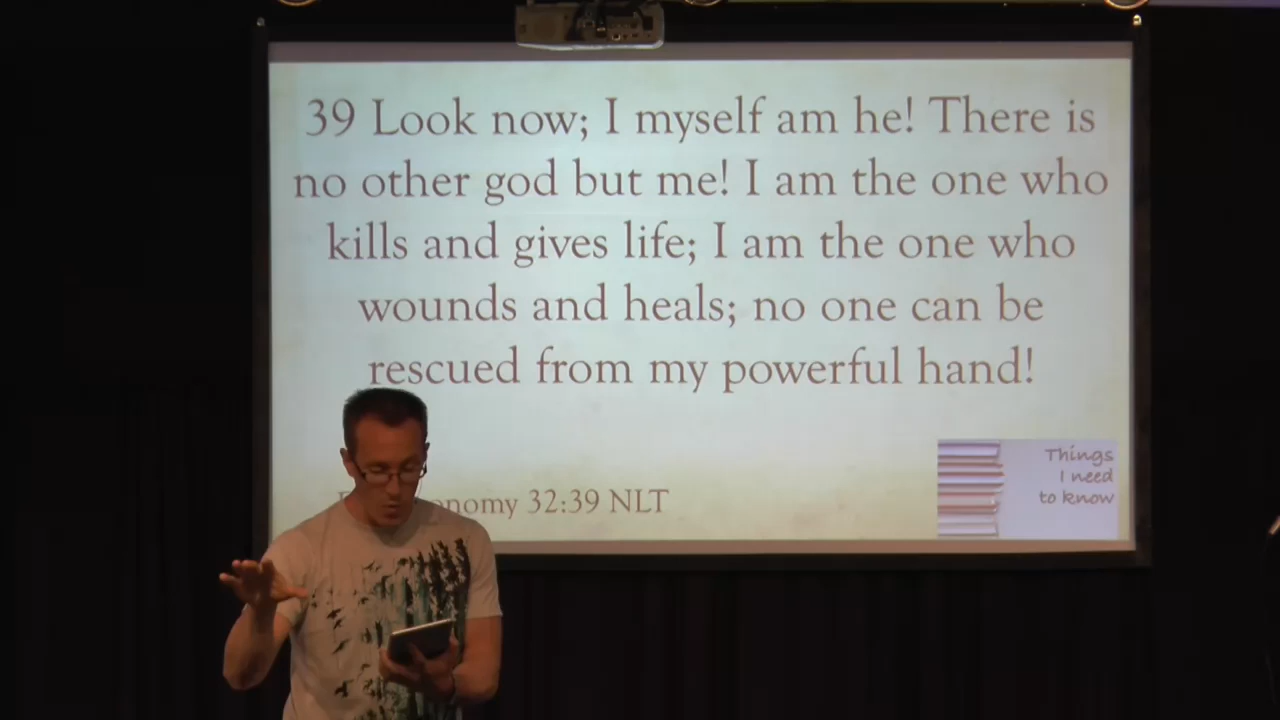 39 Look now; I myself am he! There is
no other god but me! I am the one who
kills and gives life; I am the one who
wounds and heals; no one can be
rescued from my powerful hand!
32:39 NLT
Things
I need
to know